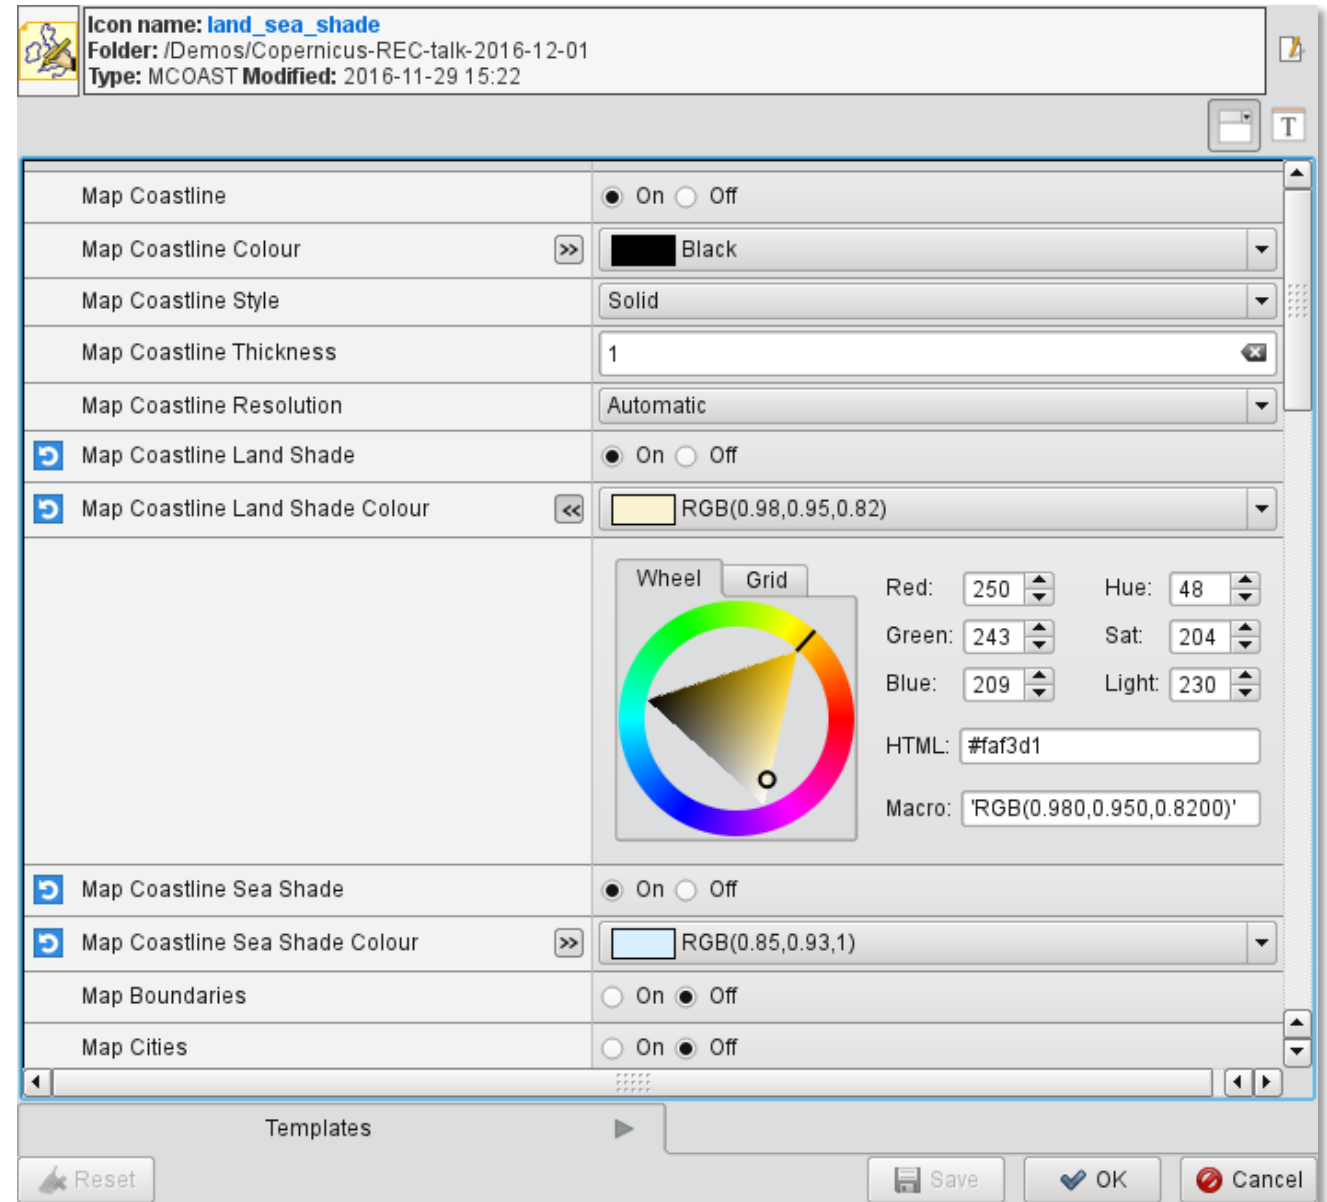 Icon name: land_sea_shade
Folder: /Demos/Copernicus-REC-talk-2016-12-01
Type: MCOAST Modified: 2016-11-29 15:22
T
Map Coastline On Off
Map Coastline Colour >> Black
Map Coastline Style Solid
Map Coastline Thickness 1
Map Coastline Resolution Automatic
Map Coastline Land Shade On Off
Map Coastline Land Shade Colour << RGB(0.98,0.95,0.82)
Wheel Grid
Red: 250 Hue: 48
Green: 243 Sat: 204
Blue: 209 Light: 230
HTML: #faf3d1
Macro: 'RGB(0.980,0.950,0.8200)'
Map Coastline Sea Shade On Off
Map Coastline Sea Shade Colour >> RGB(0.85,0.93,1)
Map Boundaries On Off
Map Cities On Off
Templates
Reset Save OK Cancel